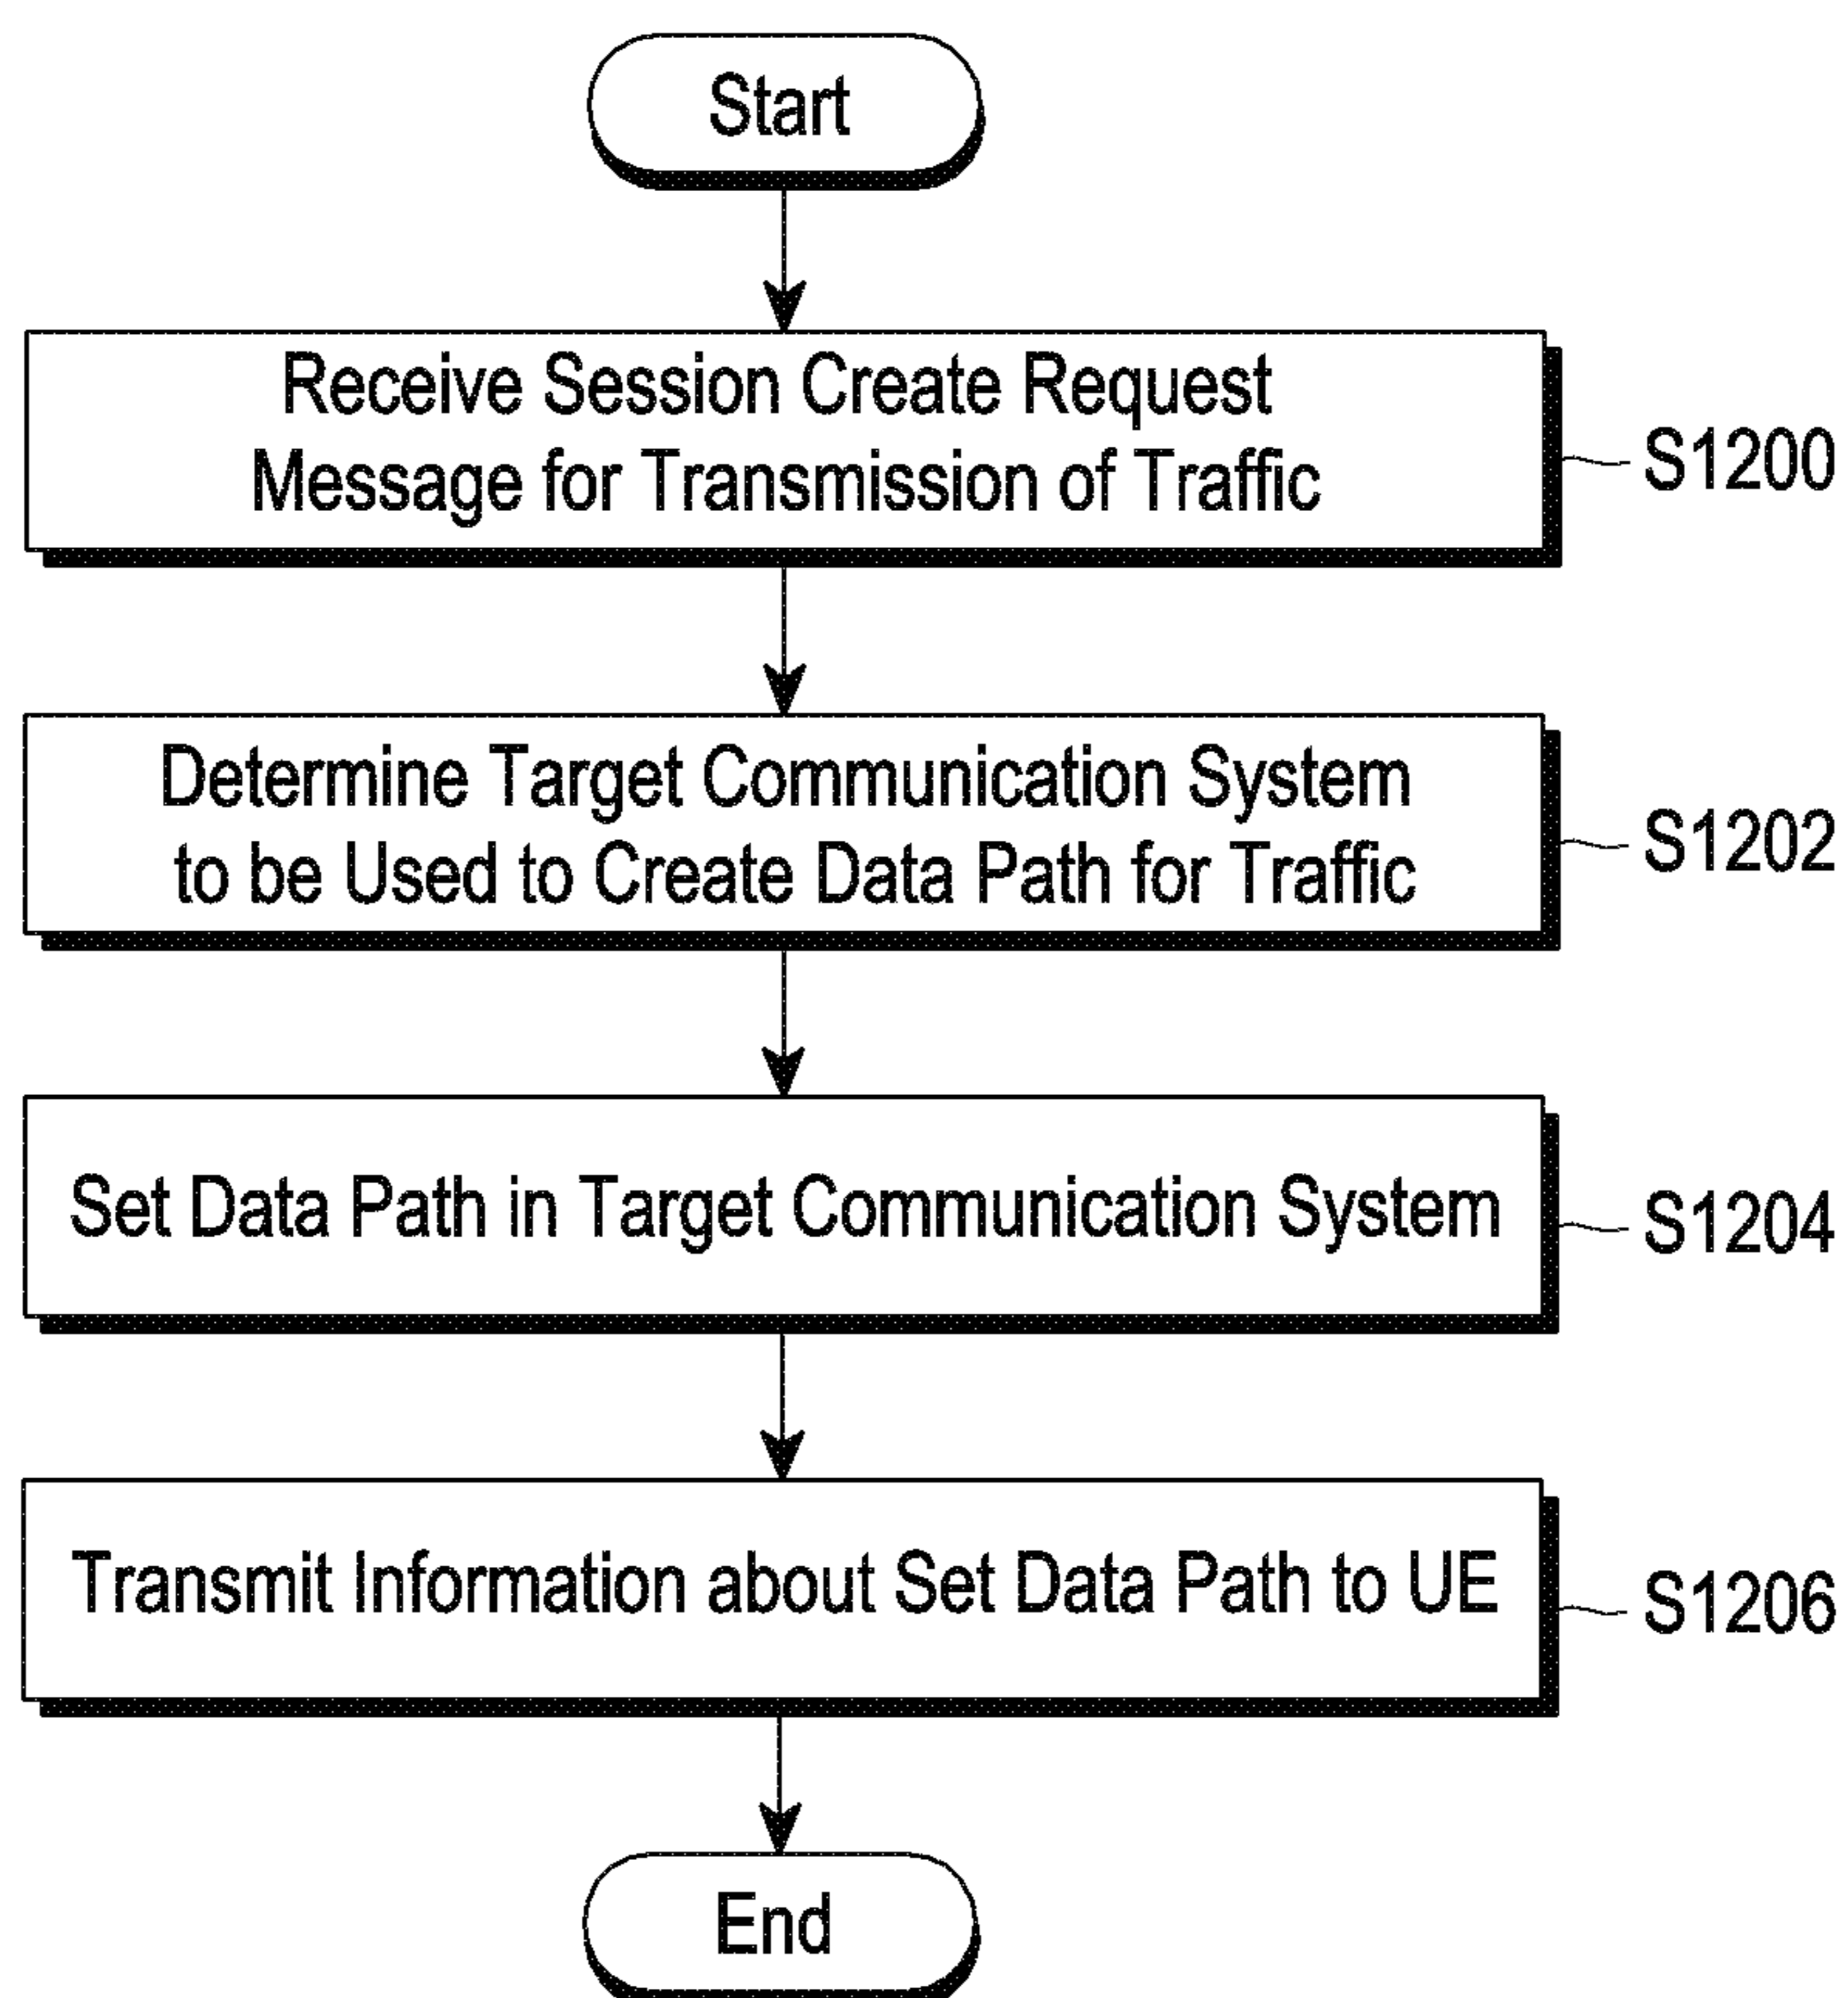 Start
Receive Session Create Request
Message for Transmission of Traffic
S1200
Determine Target Communication System
to be Used to Create Data Path for Traffic
S1202
Set Data Path in Target Communication System
S1204
Transmit Information about Set Data Path to UE
S1206
End